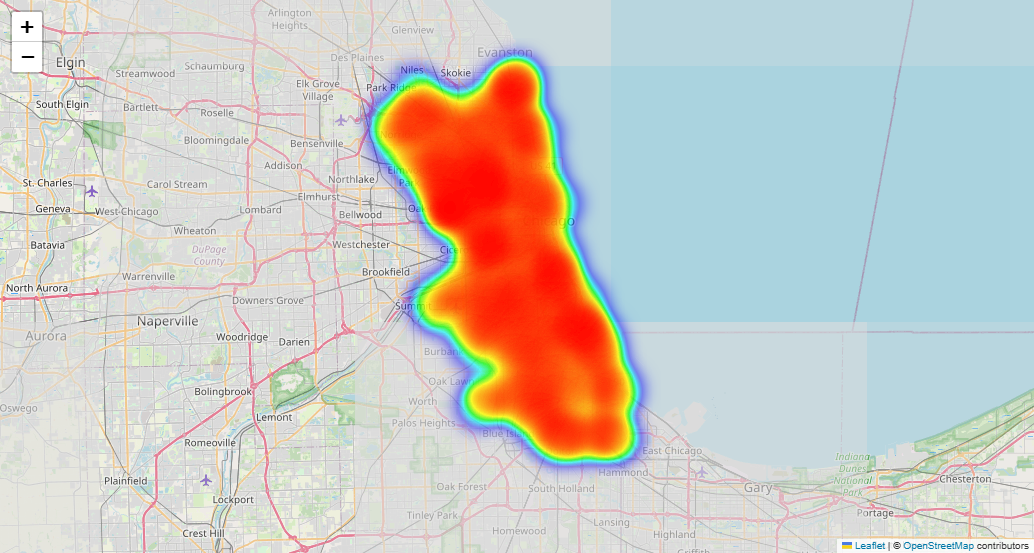 +
−
Arlington
Heights
Glenview
Evanston
Elgin
Des Plaines
Schaumburg
Niles
Skokie
Streamwood
Elk Grove
Village
Park Ridge
South Elgin
Bartlett
Roselle
Bloomingdale
Bensenville
Addison
Northlake
St. Charles
Carol Stream
Elmhurst
Geneva
West-Chicago
Lombard
Bellwood
Wheaton
Batavia
DuPage
County
Westchester
Brookfield
Warrenville
North Aurora
Downers Grove
Naperville
Aurora
Woodridge
Darien
Burbank
Oak Lawn
Bolingbrook
Oswego
Lemont
Worth
Palos Heights
Blue Island
Romeoville
East Chicago
Hammond
Indiana
Dunes
National
Park
Chesterton
Plainfield
Oak Forest
South Holland
Gary
Lockport
Portage
Tinley Park
Lansing
Crest Hill
Homewood
Highland
Leaflet | © OpenStreetMap contributors